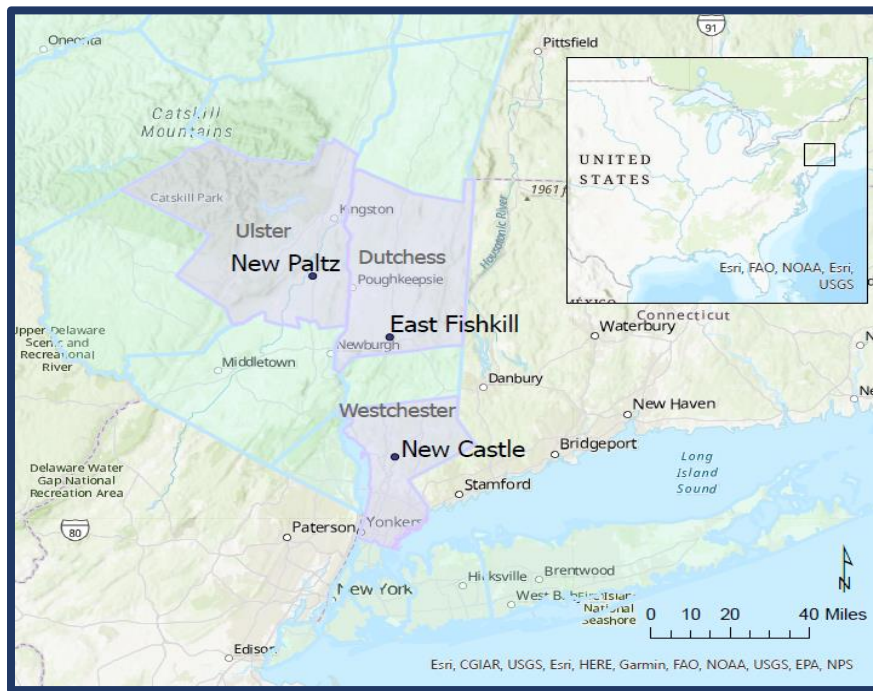 91
Oneonta
Pittsfield
Catskill
Mountains
UNITED
STATES
Catskill Park
1961 f
Kingston
Ulster
Housatonic River
Dutchess
New Paltz
Poughkeepsie
Esri, FAO, NOAA, Esri,
USGS
MÉXICO
Connecticut
East Fishkill
Waterbury
Upper Delaware
Scenic and
Recreational
River
Newburgh
Middletown
Danbury
Westchester
New Haven
New Castle
Bridgeport
Long
Island
Sound
Delaware Water
Gap National
Recreation Area
Stamford
80
Paterson
Yonkers
New York
Hicksville
Brentwood
Island
National
Seashore
N
0 10 20 40 Miles
Edison
Esri, CGIAR, USGS, Esri, HERE, Garmin, FAO, NOAA, USGS, EPA, NPS